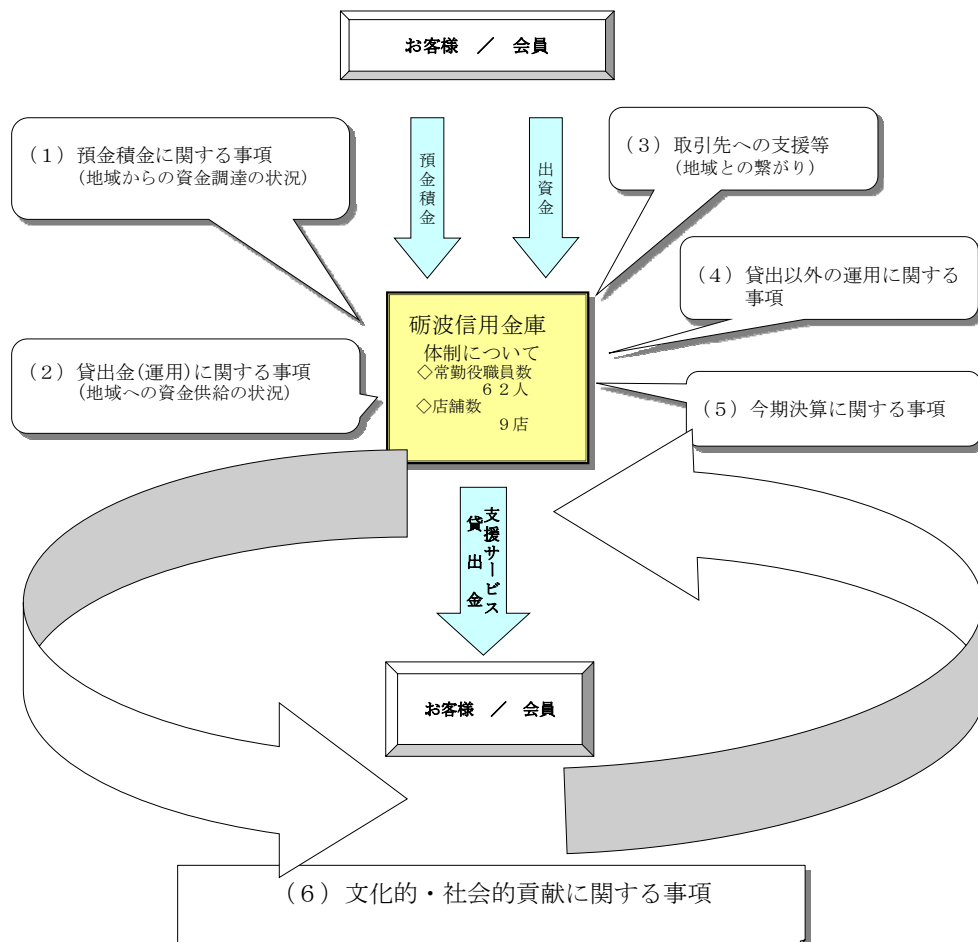 お客様　／　会員
（１）預金積金に関する事項
(地域からの資金調達の状況)
預金積金
出資金
（３）取引先への支援等
(地域との繋がり)
（４）貸出以外の運用に関する
事項
砺波信用金庫
体制について
◇常勤役職員数
６２人
◇店舗数
９店
（２）貸出金(運用)に関する事項
(地域への資金供給の状況)
（５）今期決算に関する事項
支援サービス
貸出金
お客様　／　会員
（６）文化的・社会的貢献に関する事項